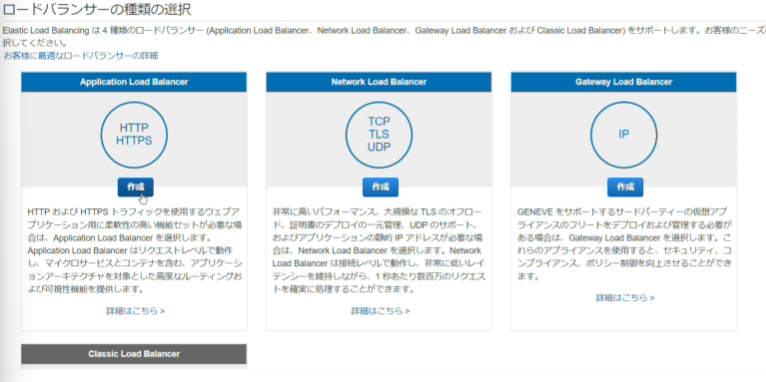 ロードバランサーの種類の選択
Elastic Load Balancing は 4 種類のロードバランサー (Application Load Balancer、Network Load Balancer、Gateway Load Balancer および Classic Load Balancer) をサポートします。お客様のニーズに
択してください。
お客様に最適なロードバランサーの詳細
Application Load Balancer
HTTP
HTTPS
作成
HTTP および HTTPS トラフィックを使用するウェブア
プリケーション用に柔軟性の高い機能セットが必要な場
合は、Application Load Balancer を選択します。
Application Load Balancer はリクエストレベルで動作
し、マイクロサービスとコンテナを含む、アプリケーシ
ョンアーキテクチャを対象とした高度なルーティングお
よび可視性機能を提供します。
詳細はこちら >
Network Load Balancer
TCP
TLS
UDP
作成
非常に高いパフォーマンス、大規模な TLS のオフロー
ド、証明書のデプロイの一元管理、UDP のサポート、
およびアプリケーションの静的 IP アドレスが必要な場
合は、Network Load Balancer を選択します。Network
Load Balancer は接続レベルで動作し、非常に低いレイ
テンシーを維持しながら、1 秒あたり数百万のリクエス
トを確実に処理することができます。
詳細はこちら >
Gateway Load Balancer
IP
作成
GENEVE をサポートするサードパーティーの仮想アプ
ライアンスのフリートをデプロイおよび管理する必要が
ある場合は、Gateway Load Balancer を選択します。こ
れらのアプライアンスを使用すると、セキュリティ、コ
ンプライアンス、ポリシー制御を向上させることができ
ます。
詳細はこちら >
Classic Load Balancer